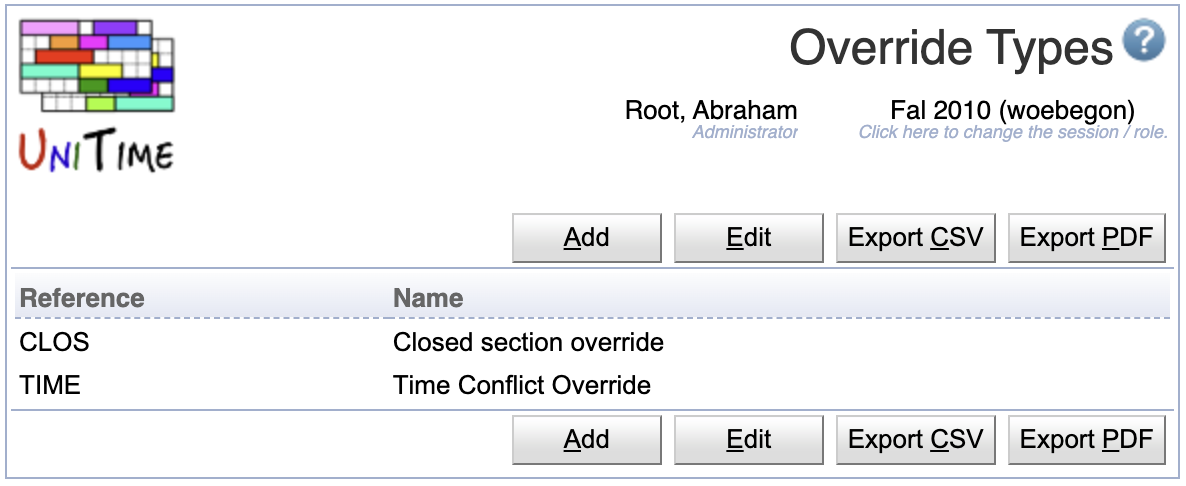 Override Types ?
Root, Abraham Fal 2010 (woebegon)
Administrator Click here to change the session / role.
UNITIME
Add Edit Export CSV Export PDF
Reference Name
CLOS Closed section override
TIME Time Conflict Override
Add Edit Export CSV Export PDF